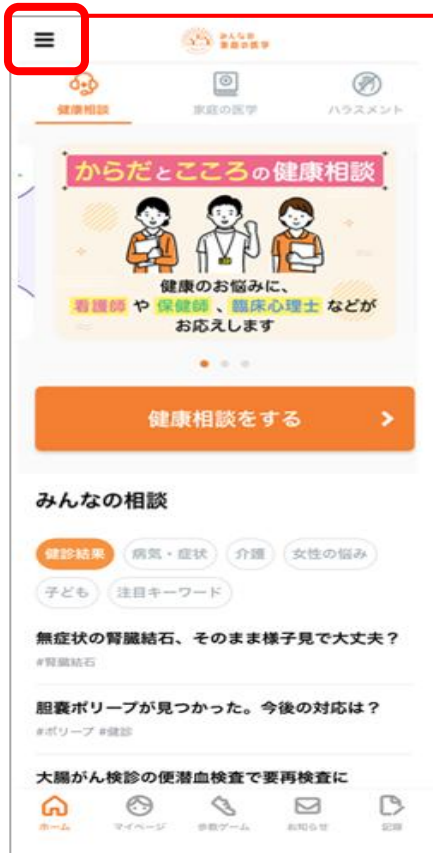 みんなの
家庭の医学
健康相談
家庭の医学
ハラスメント
からだとこころの健康相談
健康のお悩みに、
看護師 や 保健師 、臨床心理士 などが
お応えします
健康相談をする
みんなの相談
健診結果
病気・症状
介護
女性の悩み
子ども
注目キーワード
無症状の腎臓結石、そのまま様子見で大丈夫？
#腎臓結石
胆嚢ポリープが見つかった。今後の対応は？
#ポリープ #健診
大腸がん検診の便潜血検査で要再検査に
ホーム
マイページ
歩数ゲーム
お知らせ
記録